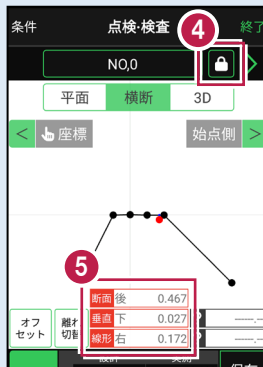 条件 点検·検査 4 終了
NO,0
平面 横断 3D
< 座標 始点側 >
5
断面 後 0.467
オフセット 離れ切替 垂直 下 0.027
線形 右 0.172